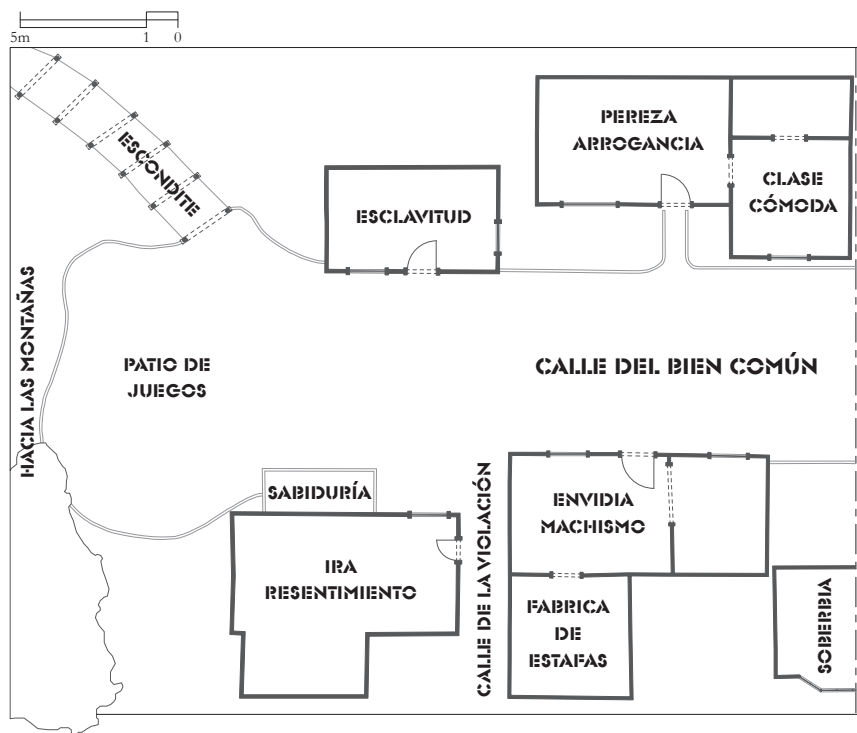 5m 1 0
ESCONDITE
PEREZA
ARROGANCIA
CLASE
CÓMODA
ESCLAVITUD
HACIA LAS MONTAÑAS
PATIO DE
JUEGOS
CALLE DEL BIEN COMÚN
SABIDURÍA
IRA
RESENTIMIENTO
CALLE DE LA VIOLACIÓN
ENVIDIA
MACHISMO
FABRICA
DE
ESTAFAS
SOBERBIA